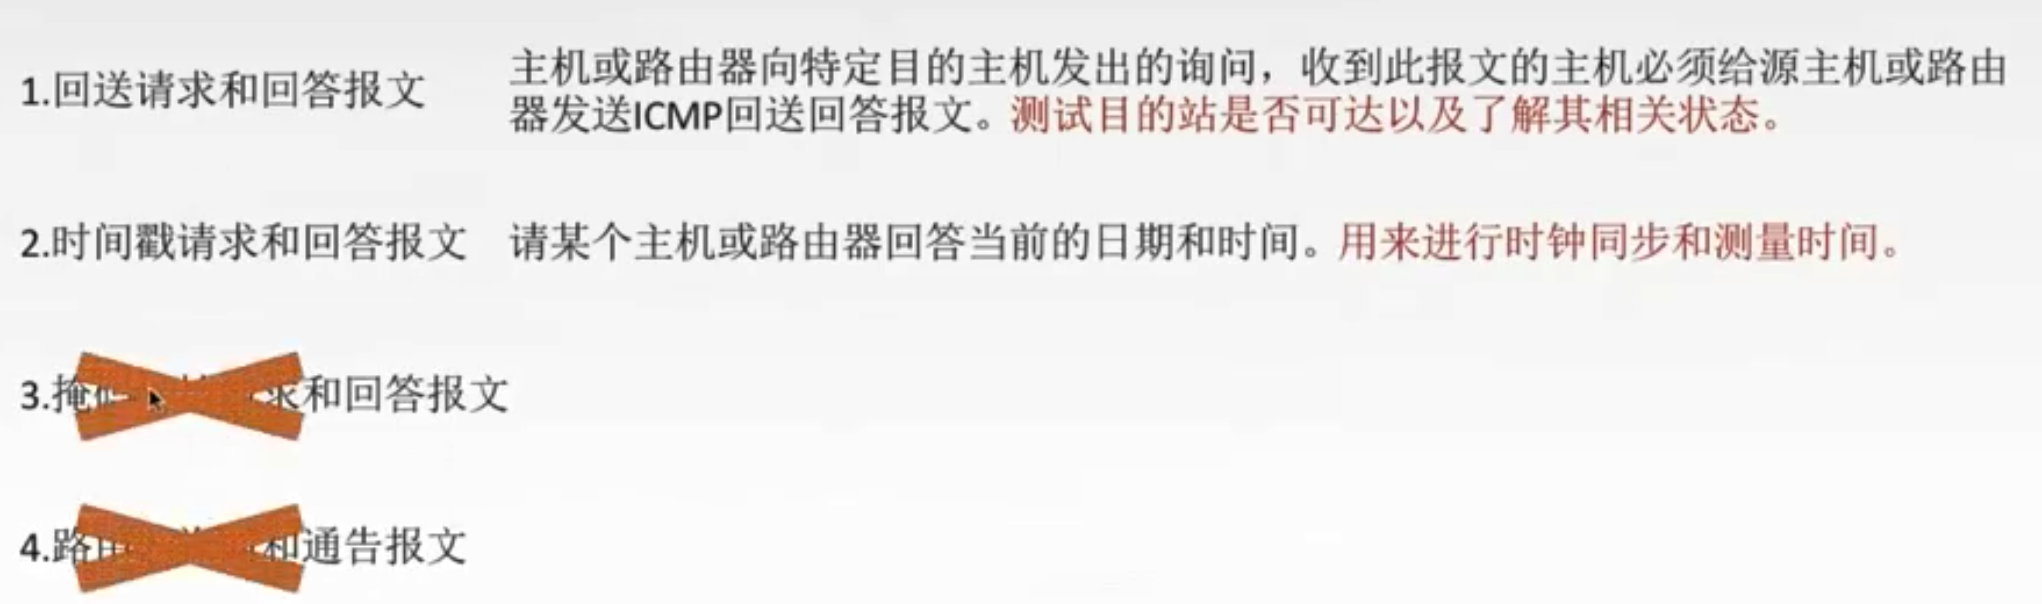 1.回送请求和回答报文
主机或路由器向特定目的主机发出的询问，收到此报文的主机必须给源主机或路由
器发送ICMP回送回答报文。测试目的站是否可达以及了解其相关状态。
2.时间戳请求和回答报文
请某个主机或路由器回答当前的日期和时间。用来进行时钟同步和测量时间。
3.掩 求和回答报文
4.路 和通告报文